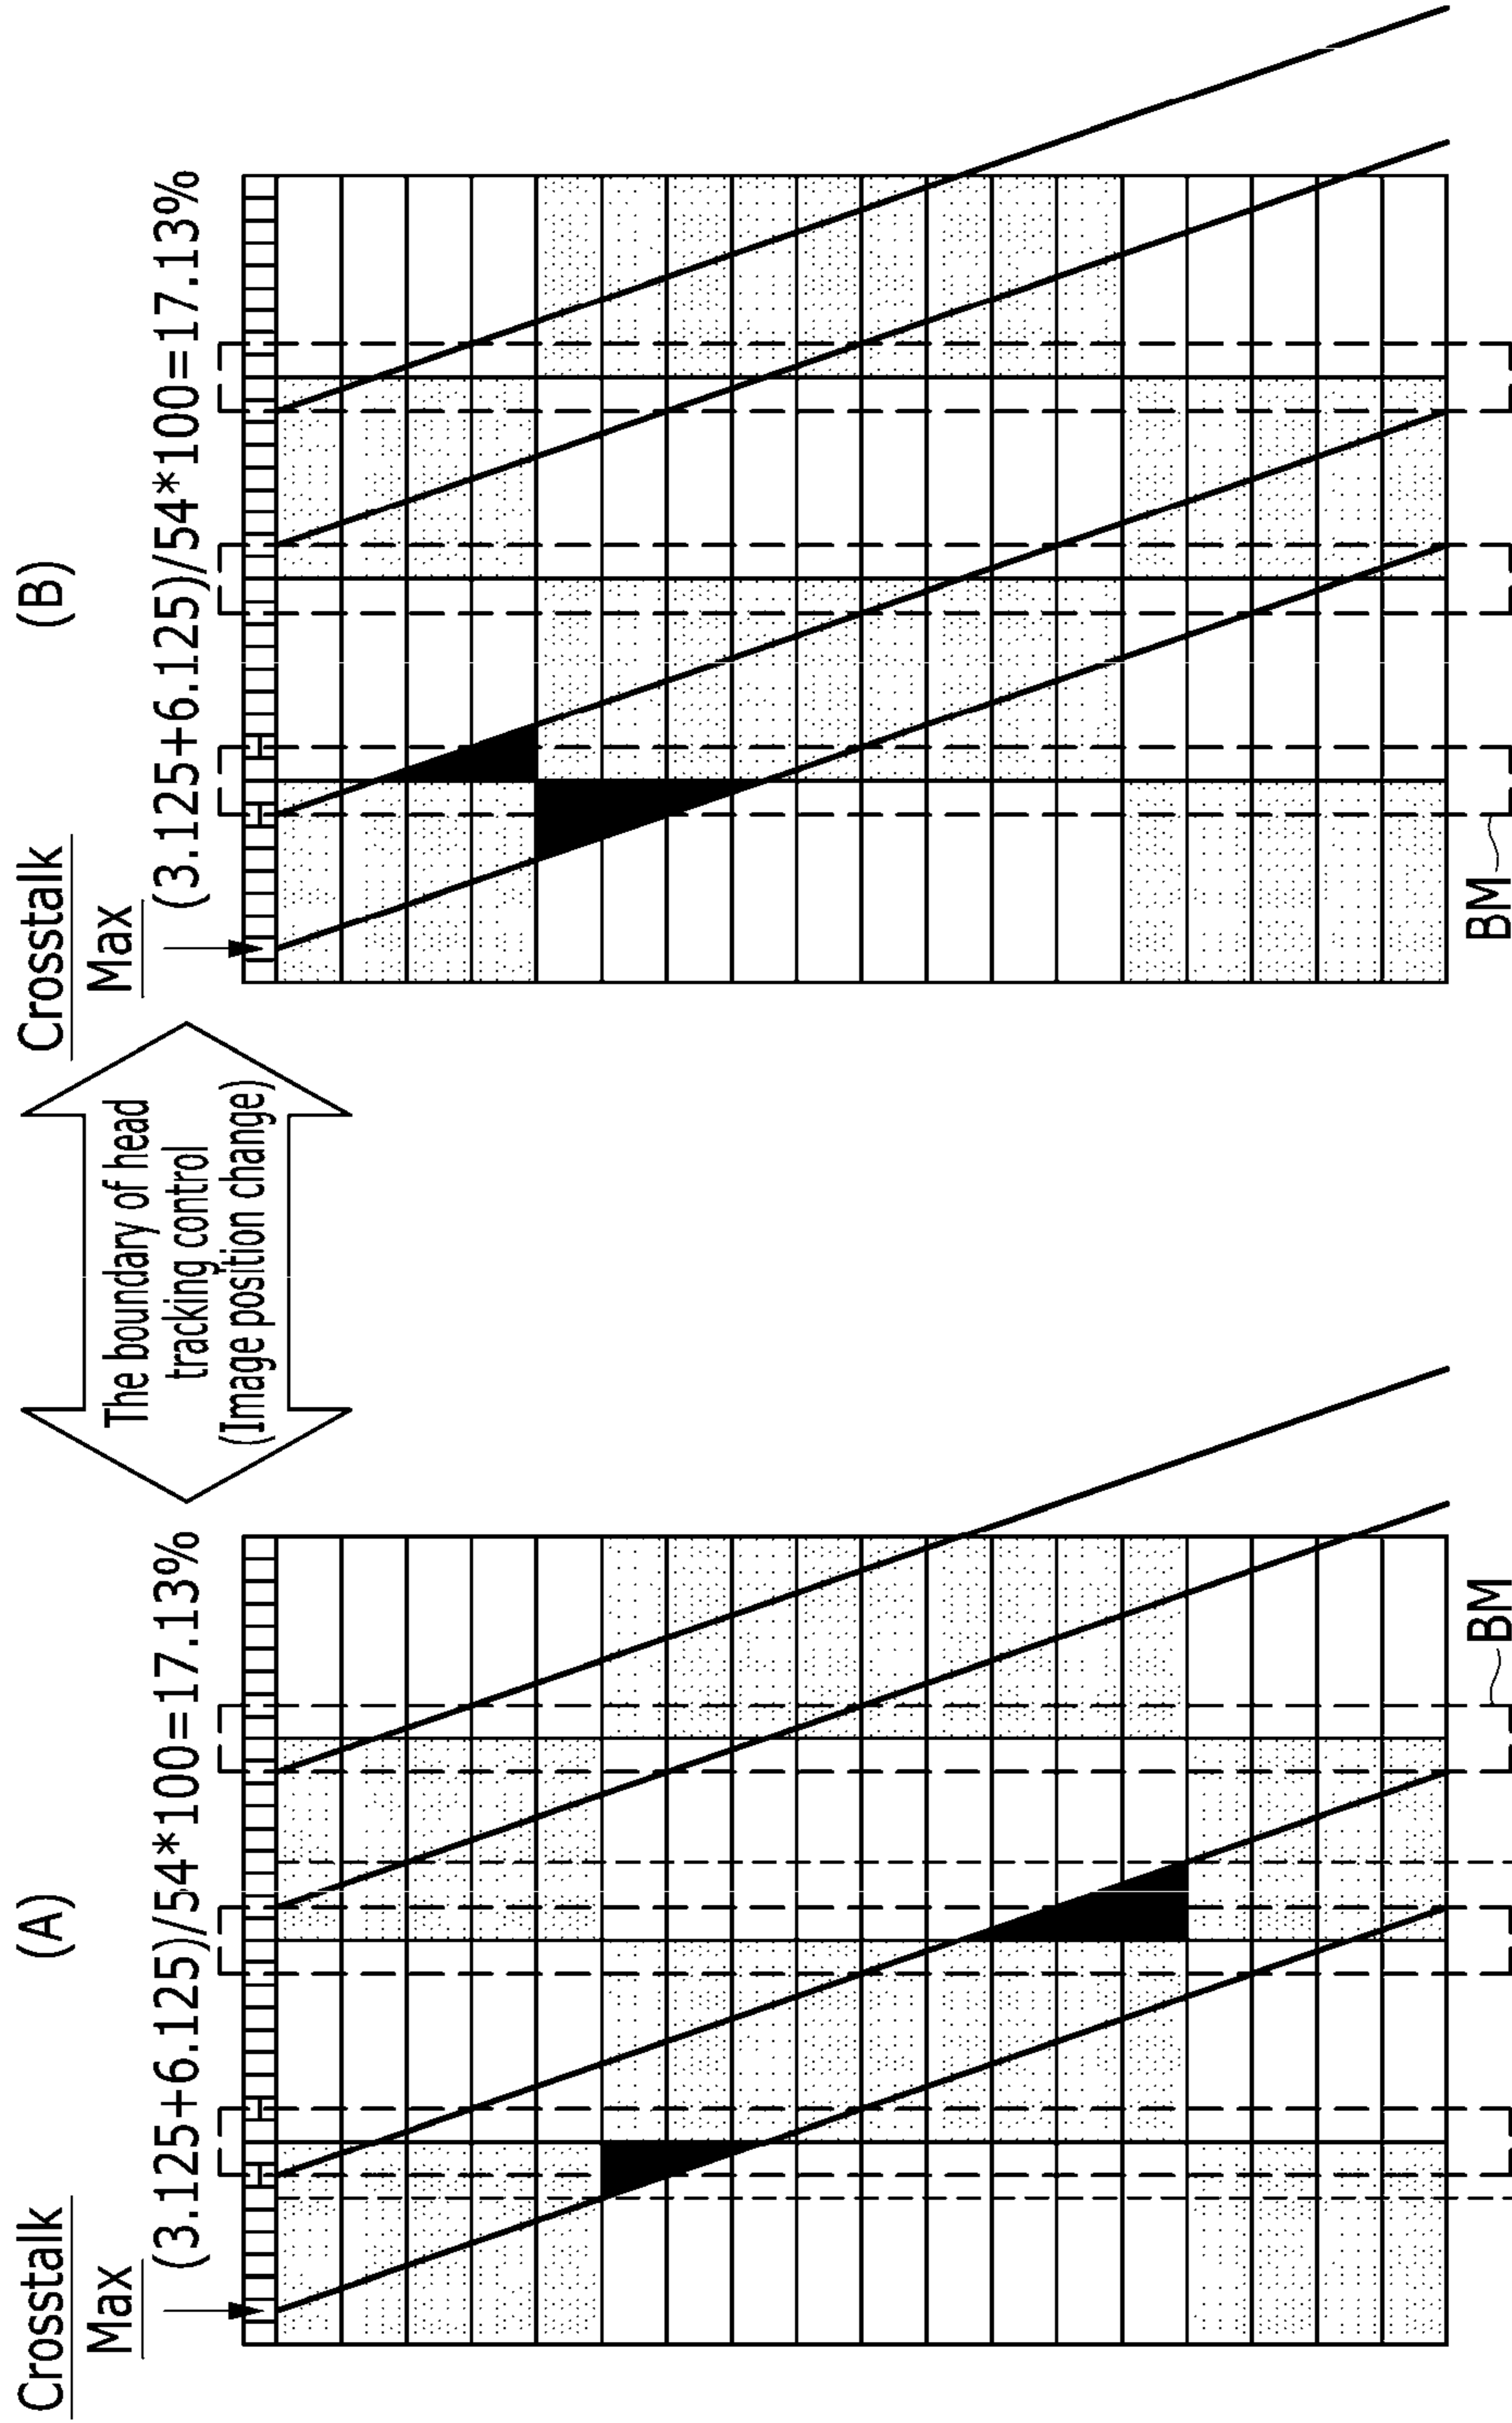 (A)
Crosstalk
Max
(3.125+6.125)/54*100=17.13%
BM
The boundary of head
tracking control
(Image position change)
(B)
Crosstalk
Max
(3.125+6.125)/54*100=17.13%
BM